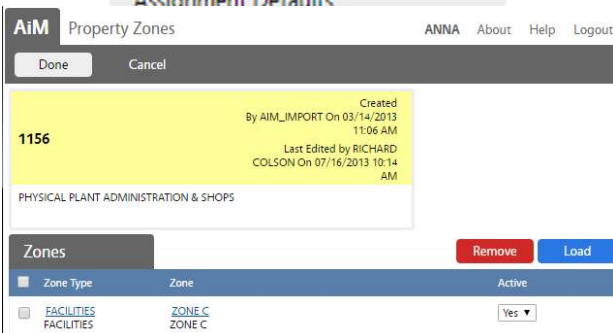 Assignment Defaults
AiM Property Zones ANNA About Help Logout
Done Cancel
1156
Created
By AIM_IMPORT On 03/14/2013
11:06 AM
Last Edited by RICHARD
COLSON On 07/16/2013 10:14
AM
PHYSICAL PLANT ADMINISTRATION & SHOPS
Zones Remove Load
Zone Type Zone Active
FACILITIES ZONE C Yes
FACILITIES ZONE C